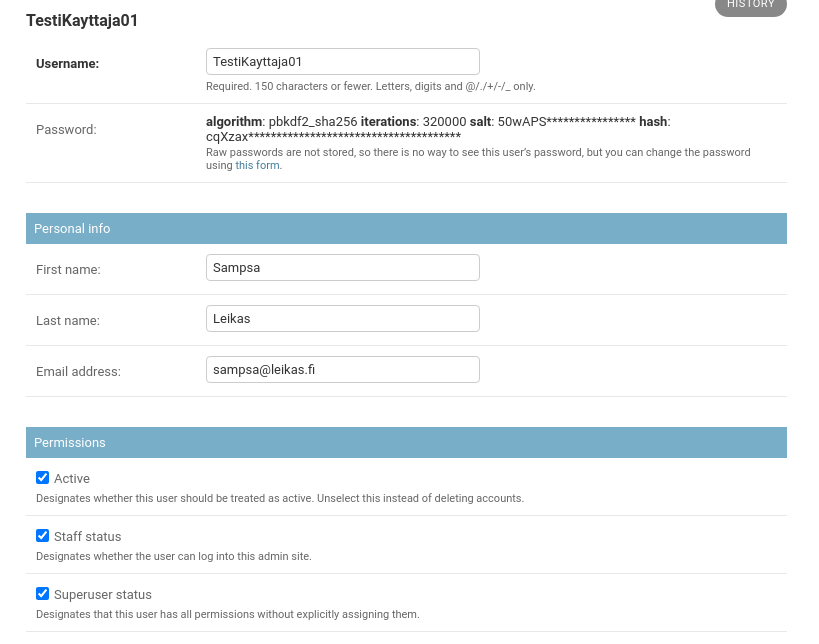 HISTORY
TestiKayttaja01
Username: TestiKayttaja01
Required. 150 characters or fewer. Letters, digits and @/./+/-/_ only.
Password: algorithm: pbkdf2_sha256 iterations: 320000 salt: 50wAPS**************** hash:
cqXzax**************************************
Raw passwords are not stored, so there is no way to see this user's password, but you can change the password
using this form.
Personal info
First name: Sampsa
Last name: Leikas
Email address: sampsa@leikas.fi
Permissions
Active
Designates whether this user should be treated as active. Unselect this instead of deleting accounts.
Staff status
Designates whether the user can log into this admin site.
Superuser status
Designates that this user has all permissions without explicitly assigning them.